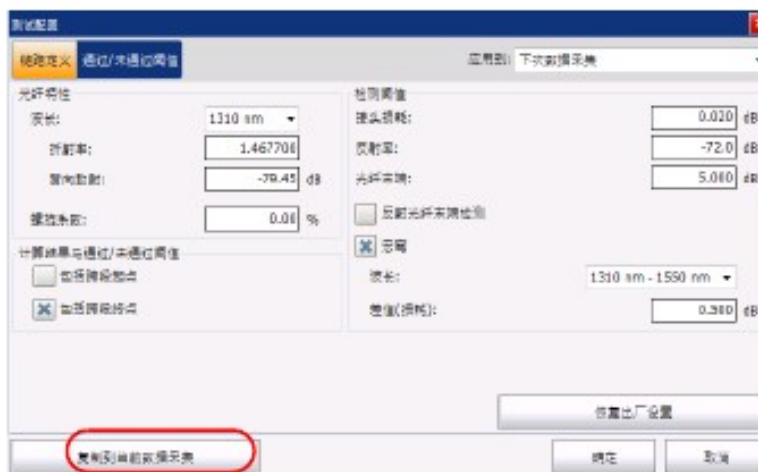 测试配置
链路定义 通过/未通过阈值 应用到: 下次数据采集
光纤特性
波长: 1310 nm
折射率: 1.467700
背向散射: -79.45 dB
螺旋系数: 0.00 %
计算结果与通过/未通过阈值
包括跨段起点
包括跨段终点
检测阈值
接头损耗: 0.020 dB
反射率: -72.0 dB
光纤末端: 5.000 dB
反射光纤末端检测
宏弯
波长: 1310 nm - 1550 nm
差值(损耗): 0.500 dB
恢复出厂设置
复制到当前数据采集 确定 取消